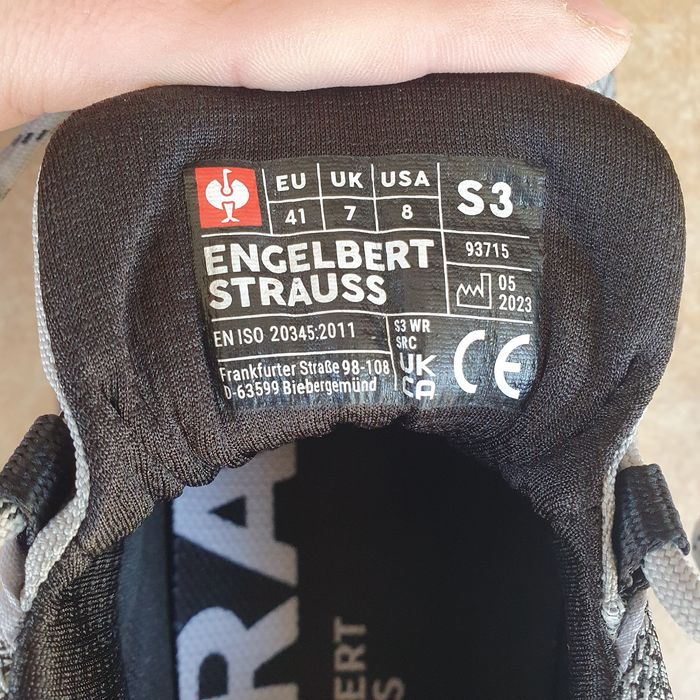 EU UK USA
41 7 8
S3
ENGELBERT
STRAUSS
93715
05
2023
EN ISO 20345:2011
S3 WR
SRC
Frankfurter Straße 98-108
D-63599 Biebergemünd
UK
CA
CE
RA
ERT
S